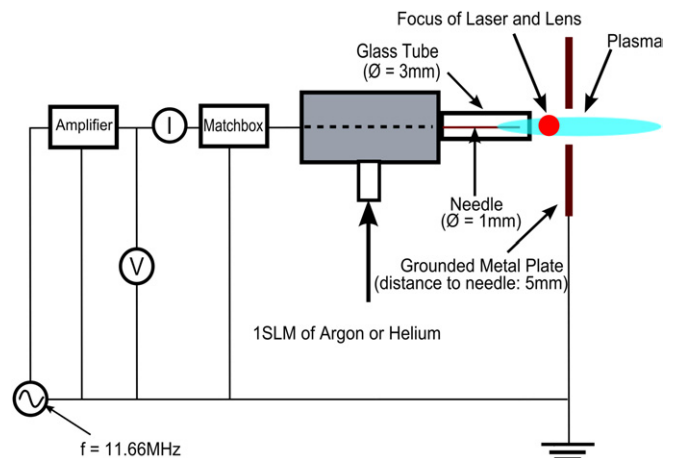 Focus of Laser and Lens
Plasma
Glass Tube
(Ø = 3mm)
Amplifier
I
Matchbox
Needle
(Ø = 1mm)
V
Grounded Metal Plate
(distance to needle: 5mm)
1SLM of Argon or Helium
f = 11.66MHz